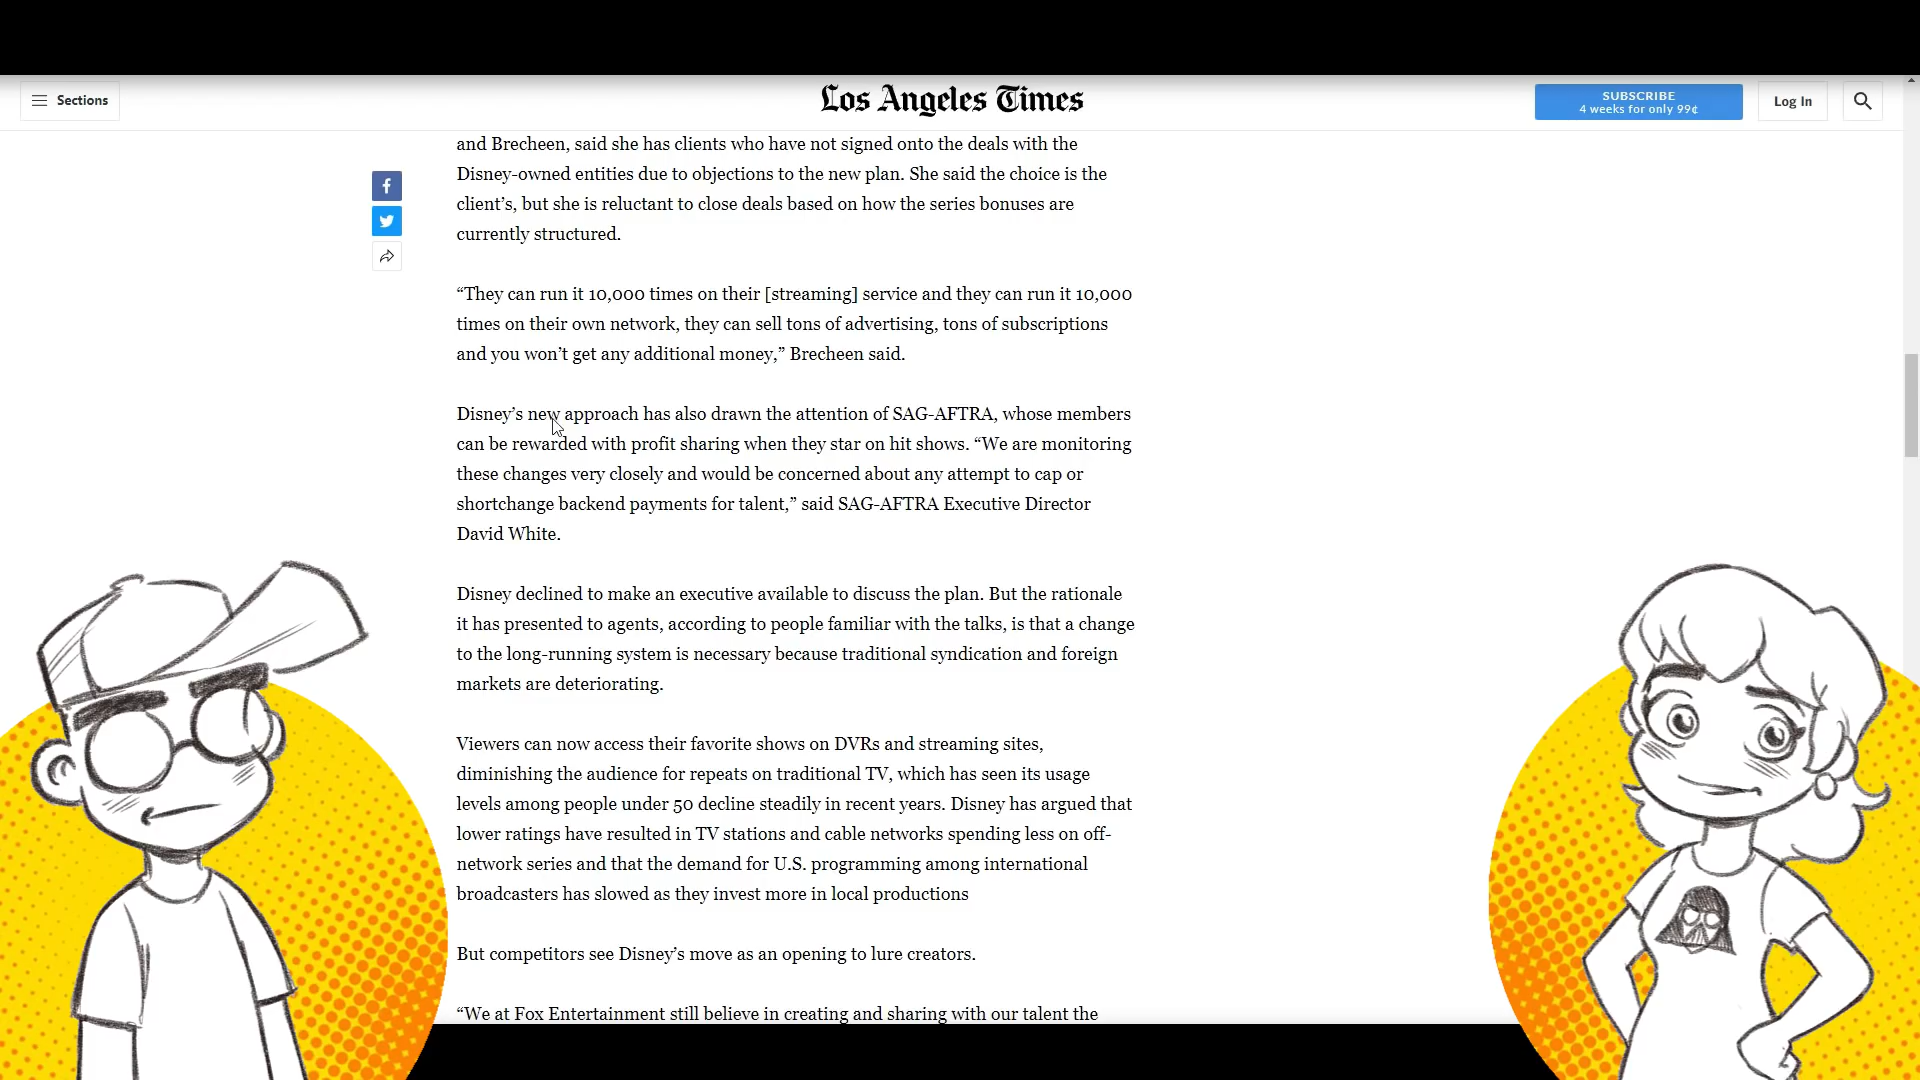 Sections
Los Angeles Times
SUBSCRIBE
4 weeks for only 99¢
Log In
and Brecheen, said she has clients who have not signed onto the deals with the
Disney-owned entities due to objections to the new plan. She said the choice is the
client’s, but she is reluctant to close deals based on how the series bonuses are
currently structured.
“They can run it 10,000 times on their [streaming] service and they can run it 10,000
times on their own network, they can sell tons of advertising, tons of subscriptions
and you won’t get any additional money,” Brecheen said.
Disney’s new approach has also drawn the attention of SAG-AFTRA, whose members
can be rewarded with profit sharing when they star on hit shows. “We are monitoring
these changes very closely and would be concerned about any attempt to cap or
shortchange backend payments for talent,” said SAG-AFTRA Executive Director
David White.
Disney declined to make an executive available to discuss the plan. But the rationale
it has presented to agents, according to people familiar with the talks, is that a change
to the long-running system is necessary because traditional syndication and foreign
markets are deteriorating.
Viewers can now access their favorite shows on DVRs and streaming sites,
diminishing the audience for repeats on traditional TV, which has seen its usage
levels among people under 50 decline steadily in recent years. Disney has argued that
lower ratings have resulted in TV stations and cable networks spending less on off-
network series and that the demand for U.S. programming among international
broadcasters has slowed as they invest more in local productions
But competitors see Disney’s move as an opening to lure creators.
“We at Fox Entertainment still believe in creating and sharing with our talent the